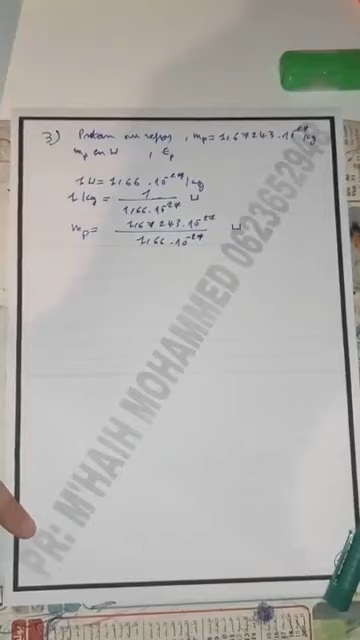 3) Proton au repos, mp = 1,67243.10^-27 kg
mp en u , Ep
1 u = 1,66.10^-27 kg
1 kg = 1 / 1,66.10^-27 u
mp = 1,67243.10^-27 / 1,66.10^-27 u
PR: M'HAIH MOHAMMED 06236529